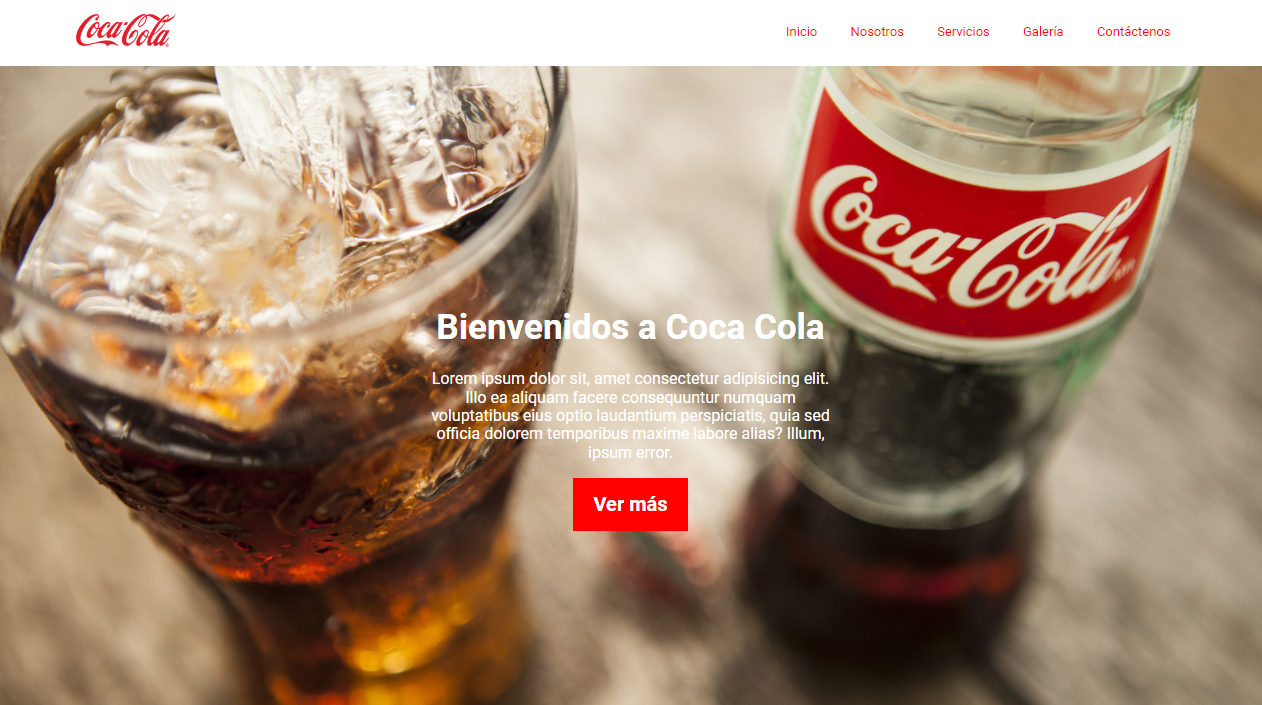 Coca-Cola
Inicio Nosotros Servicios Galería Contáctenos
Coca-Cola
Bienvenidos a Coca Cola
Lorem ipsum dolor sit, amet consectetur adipisicing elit.
Illo ea aliquam facere consequuntur numquam
voluptatibus eius optio laudantium perspiciatis, quia sed
officia dolorem temporibus maxime labore alias? Illum,
ipsum error.
Ver más